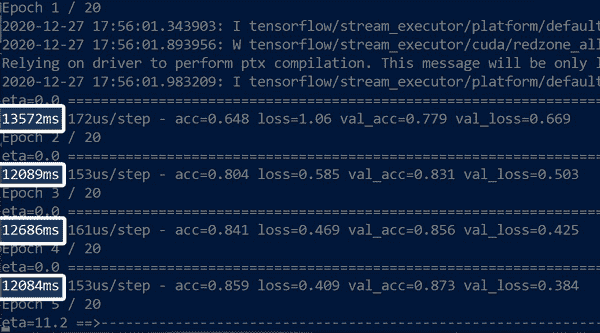 Epoch 1 / 20
2020-12-27 17:56:01.343903: I tensorflow/stream_executor/platform/default
2020-12-27 17:56:01.893956: W tensorflow/core/cuda/redzone_all
Relying on driver to perform ptx compilation. This message will be only l
2020-12-27 17:56:01.983209: I tensorflow/stream_executor/platform/default
eta=0.0 ==========================================================
13572ms 172us/step - acc=0.648 loss=1.06 val_acc=0.779 val_loss=0.669
Epoch 2 / 20
eta=0.0 ==========================================================
12089ms 153us/step - acc=0.804 loss=0.585 val_acc=0.831 val_loss=0.503
Epoch 3 / 20
eta=0.0 ==========================================================
12686ms 161us/step - acc=0.841 loss=0.469 val_acc=0.856 val_loss=0.425
Epoch 4 / 20
eta=0.0 ==========================================================
12084ms 153us/step - acc=0.859 loss=0.409 val_acc=0.873 val_loss=0.384
Epoch 5 / 20
eta=11.2 ==>------------------------------------------------------